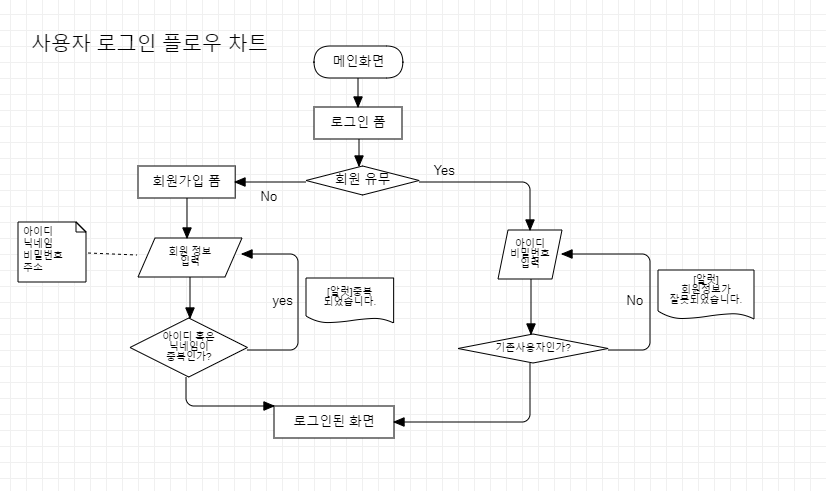 사용자 로그인 플로우 차트
메인화면
로그인 폼
회원 유무
Yes
No
회원가입 폼
아이디
닉네임
비밀번호
주소
회원 정보
입력
yes
[알럿]중복
되었습니다.
아이디 혹은
닉네임이
중복인가?
아이디
비밀번호
입력
No
[알럿]
회원정보가
잘못되었습니다.
기존사용자인가?
로그인된 화면